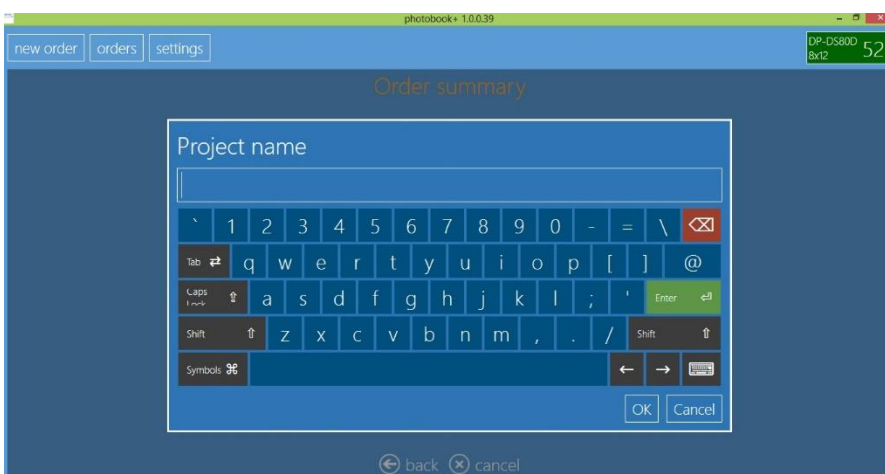 photobook+ 1.0.0.39
new order orders settings
DP-DS80D
8x12 52
Order summary
Project name
` 1 2 3 4 5 6 7 8 9 0 - = \
Tab q w e r t y u i o p [ ] @
Caps
Lock a s d f g h j k l ; ' Enter
Shift z x c v b n m , . / Shift
Symbols ⌘ ← →
OK Cancel
back cancel